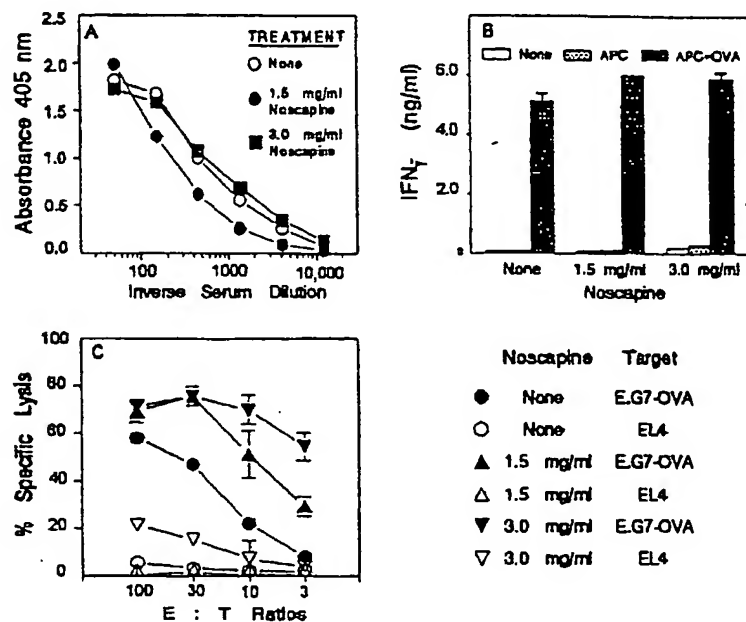 A
TREATMENT
None
1.5 mg/ml
Noscapine
3.0 mg/ml
Noscapine
2.5
2.0
1.5
1.0
0.5
0.0
Absorbance 405 nm
100 1000 10,000
Inverse Serum Dilution
B
None APC APC-OVA
6.0
4.0
2.0
IFNγ (ng/ml)
None 1.5 mg/ml 3.0 mg/ml
Noscapine
C
100
80
60
40
20
0
% Specific Lysis
100 30 10 3
E : T Ratios
Noscapine Target
None E.G7-OVA
None EL4
1.5 mg/ml E.G7-OVA
1.5 mg/ml EL4
3.0 mg/ml E.G7-OVA
3.0 mg/ml EL4